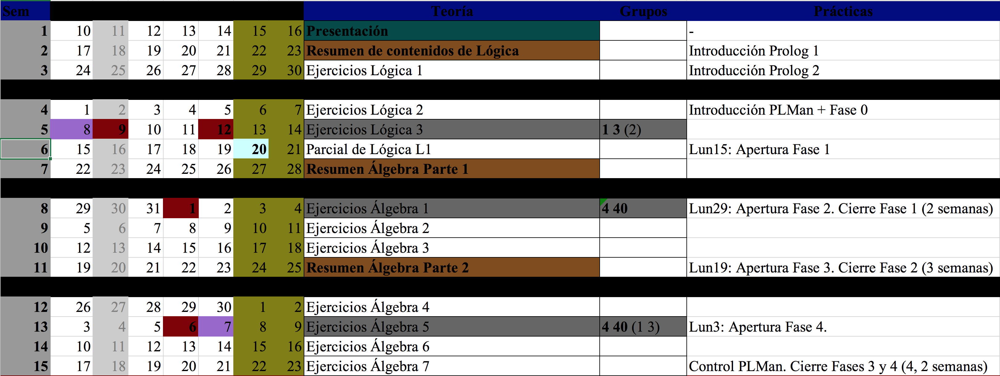 Sem Teoría Grupos Prácticas
1 10 11 12 13 14 15 16 Presentación -
2 17 18 19 20 21 22 23 Resumen de contenidos de Lógica Introducción Prolog 1
3 24 25 26 27 28 29 30 Ejercicios Lógica 1 Introducción Prolog 2
4 1 2 3 4 5 6 7 Ejercicios Lógica 2 Introducción PLMan + Fase 0
5 8 9 10 11 12 13 14 Ejercicios Lógica 3 1 3 (2)
6 15 16 17 18 19 20 21 Parcial de Lógica L1 Lun15: Apertura Fase 1
7 22 23 24 25 26 27 28 Resumen Álgebra Parte 1
8 29 30 31 1 2 3 4 Ejercicios Álgebra 1 4 40 Lun29: Apertura Fase 2. Cierre Fase 1 (2 semanas)
9 5 6 7 8 9 10 11 Ejercicios Álgebra 2
10 12 13 14 15 16 17 18 Ejercicios Álgebra 3
11 19 20 21 22 23 24 25 Resumen Álgebra Parte 2 Lun19: Apertura Fase 3. Cierre Fase 2 (3 semanas)
12 26 27 28 29 30 1 2 Ejercicios Álgebra 4
13 3 4 5 6 7 8 9 Ejercicios Álgebra 5 4 40 (1 3) Lun3: Apertura Fase 4.
14 10 11 12 13 14 15 16 Ejercicios Álgebra 6
15 17 18 19 20 21 22 23 Ejercicios Álgebra 7 Control PLMan. Cierre Fases 3 y 4 (4, 2 semanas)